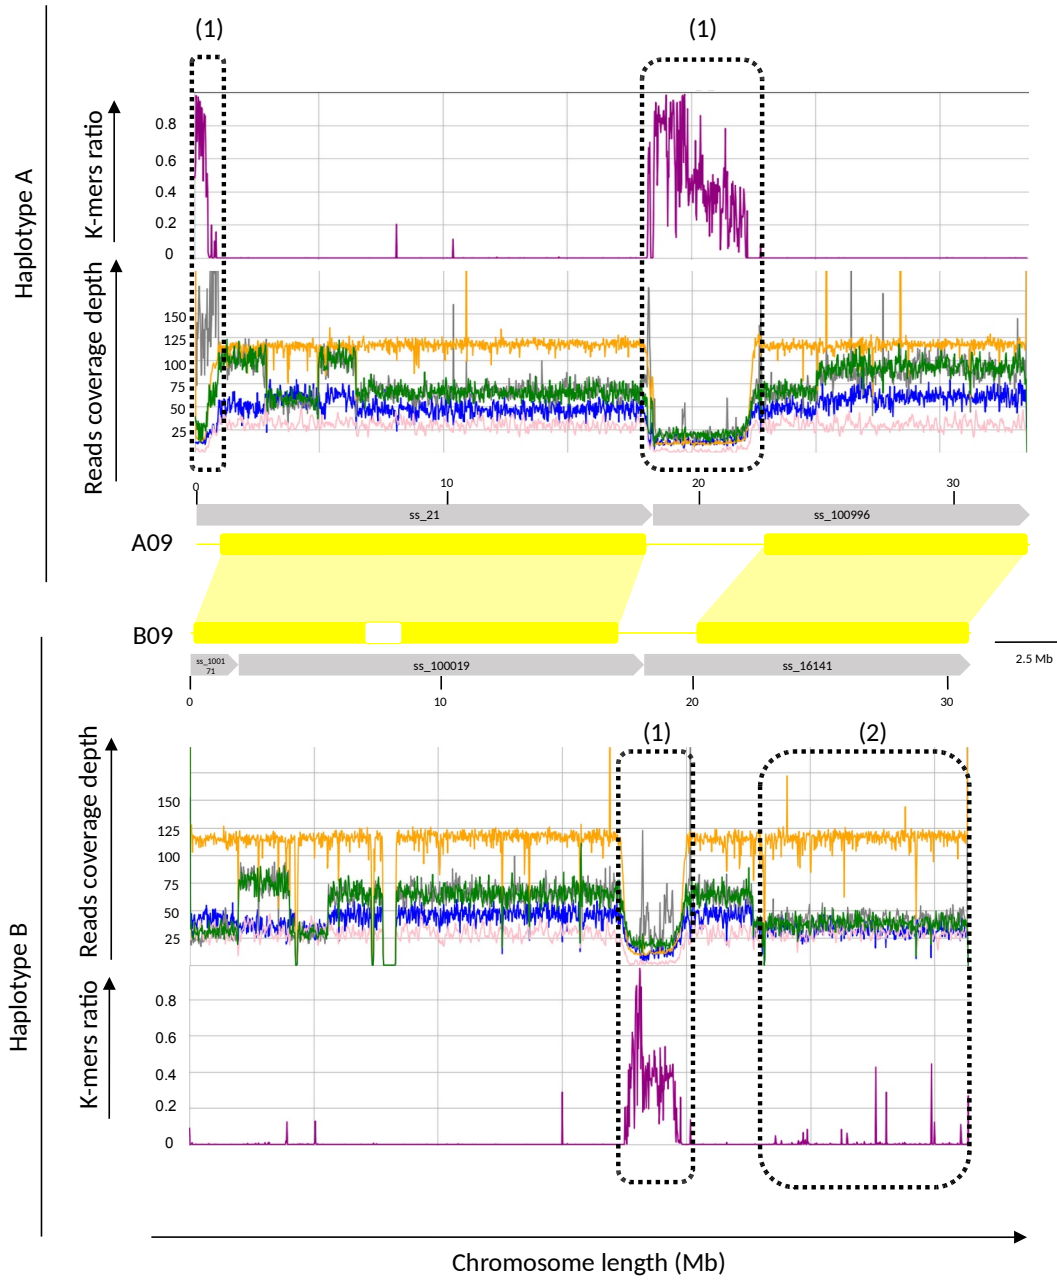 (1) (1)
Haplotype A
K-mers ratio
0.8
0.6
0.4
0.2
0
Reads coverage depth
150
125
100
75
50
25
0 10 20 30
ss_21 ss_100996
A09
B09
ss_1001
71
ss_100019 ss_16141
2.5 Mb
0 10 20 30
(1) (2)
Haplotype B
Reads coverage depth
150
125
100
75
50
25
K-mers ratio
0.8
0.6
0.4
0.2
0
Chromosome length (Mb)